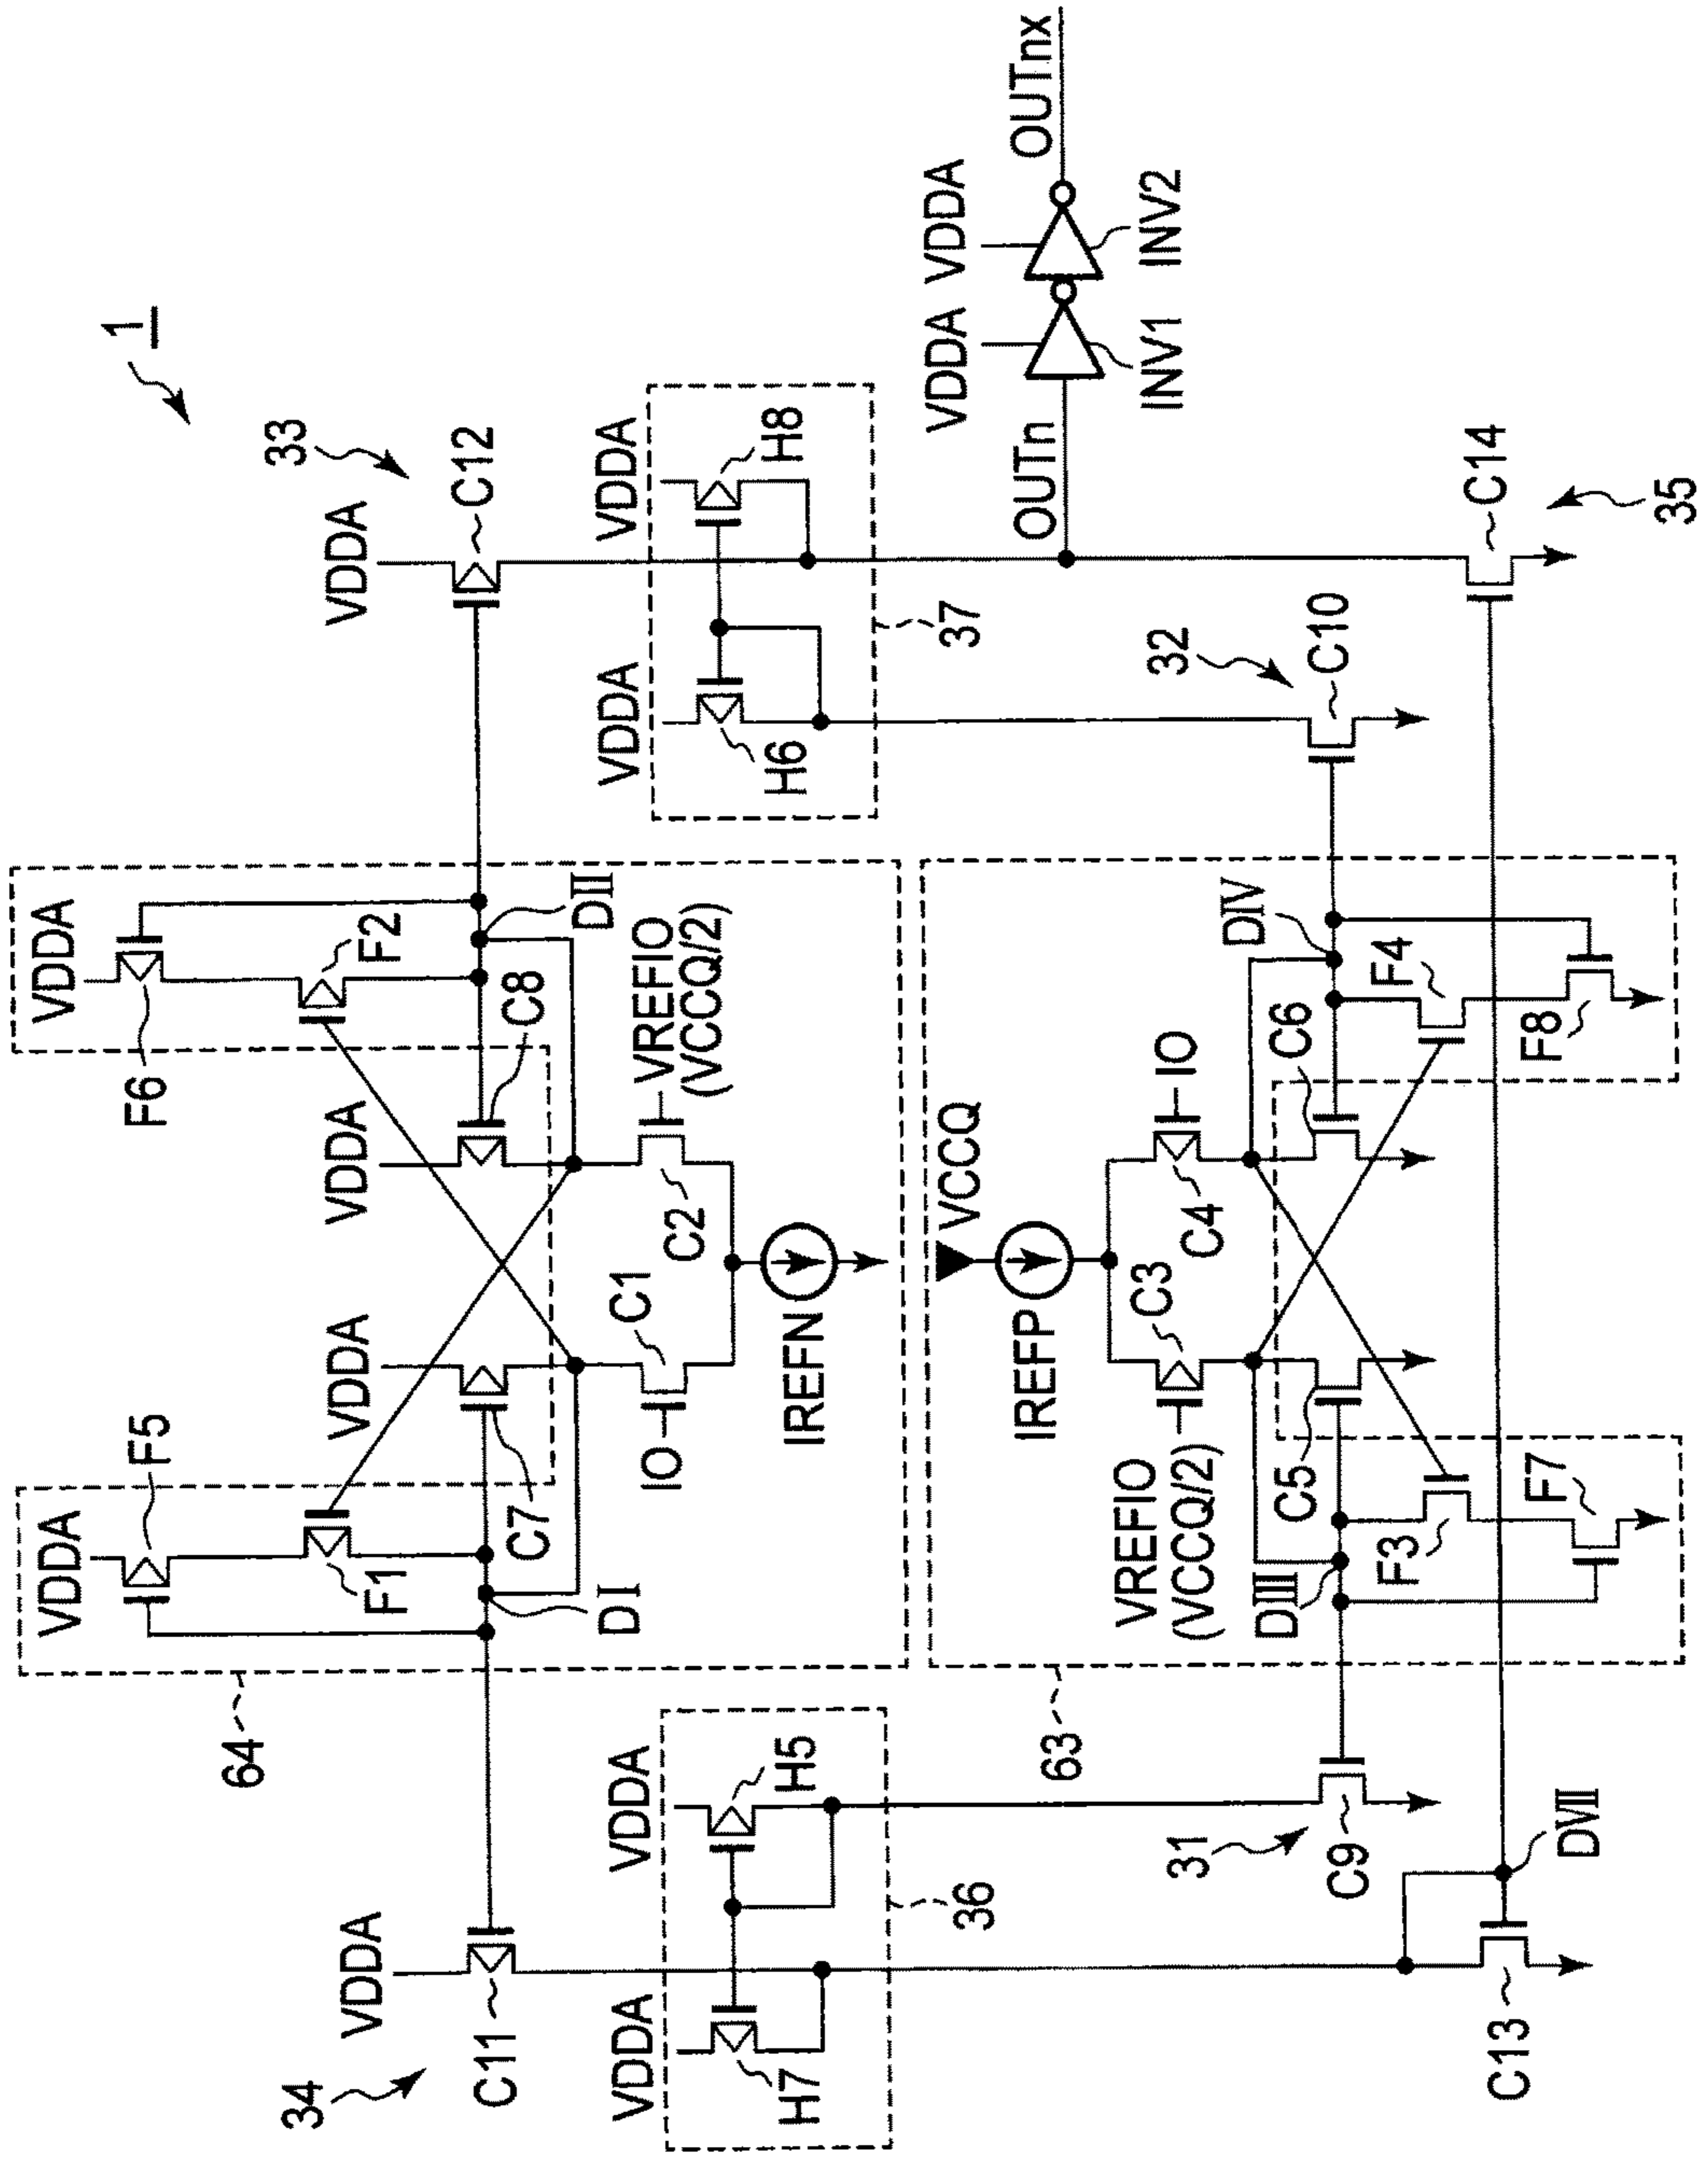 1
33
VDDA
C12
VDDA
H8
VDDA
H6
37
VDDA
VDDA
OUTn
OUTnx
INV1
INV2
32
C10
C14
35
VDDA
F6
F2
DII
VDDA
C8
VREFIO
(VCCQ/2)
C2
VDDA
C1
IO
IREFN
VDDA
F5
F1
C7
DI
64
VCCQ
IREFP
IO
C4
C3
VREFIO
(VCCQ/2)
DIV
C6
F4
F8
C5
DIII
F3
F7
63
VDDA
H5
VDDA
H7
36
31
C9
DVII
VDDA
34
C11
C13